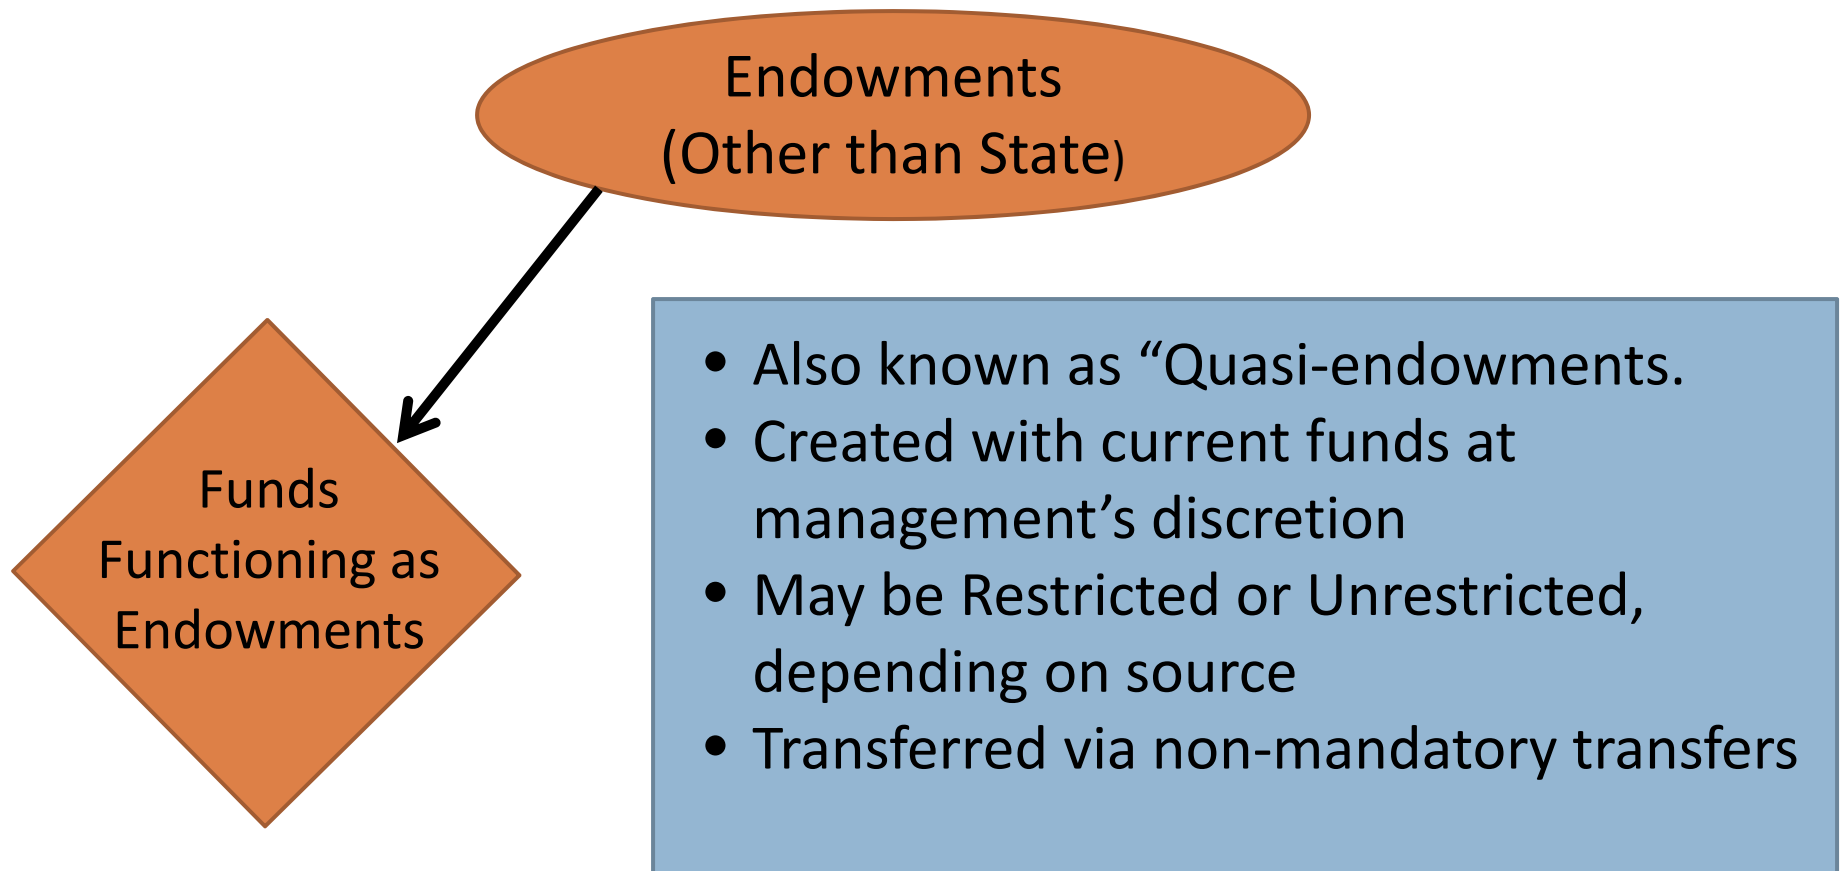 Endowments
(Other than State)
Funds
Functioning as
Endowments
• Also known as “Quasi-endowments.
• Created with current funds at
management’s discretion
• May be Restricted or Unrestricted,
depending on source
• Transferred via non-mandatory transfers